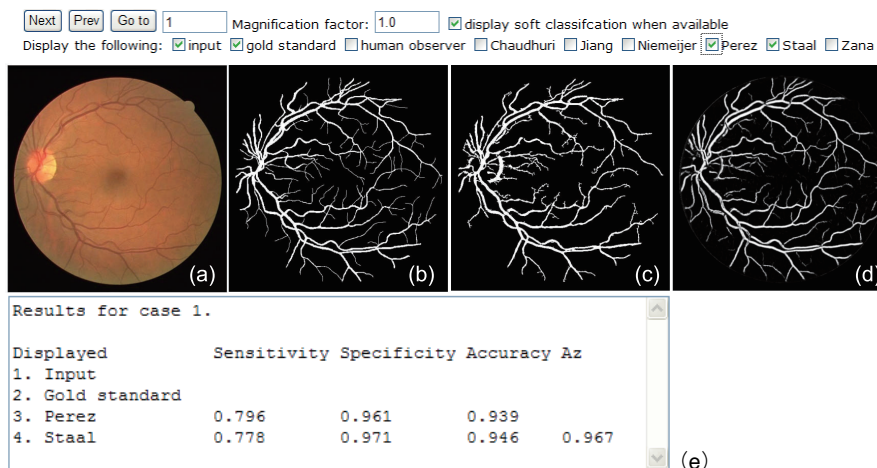 Next Prev Go to 1 Magnification factor: 1.0 display soft classifcation when available
Display the following: input gold standard human observer Chaudhuri Jiang Niemeijer Perez Staal Zana
(a) (b) (c) (d)
Results for case 1.
Displayed Sensitivity Specificity Accuracy Az
1. Input
2. Gold standard
3. Perez 0.796 0.961 0.939
4. Staal 0.778 0.971 0.946 0.967
(e)